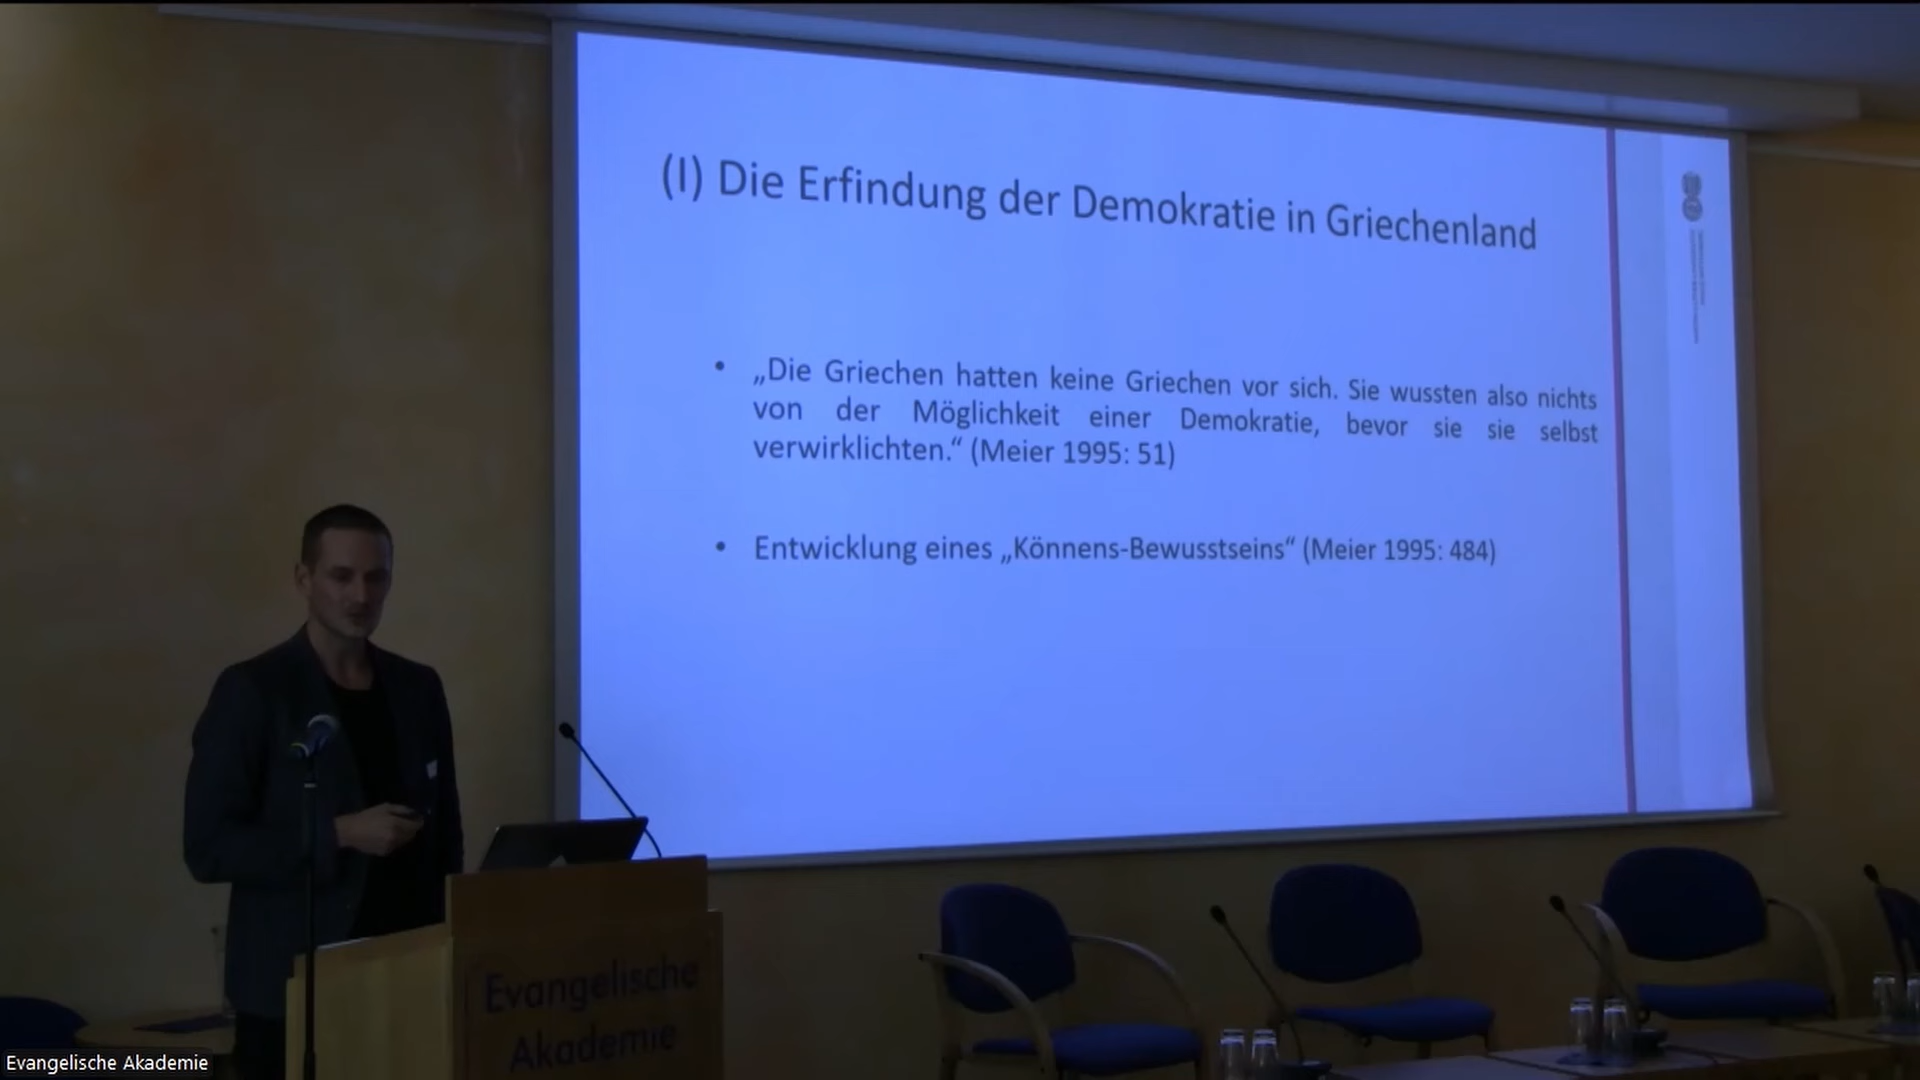 (I) Die Erfindung der Demokratie in Griechenland
• „Die Griechen hatten keine Griechen vor sich. Sie wussten also nichts
von der Möglichkeit einer Demokratie, bevor sie sie selbst
verwirklichten.“ (Meier 1995: 51)
• Entwicklung eines „Könnens-Bewusstseins“ (Meier 1995: 484)
Evangelische
Akademie
Evangelische Akademie